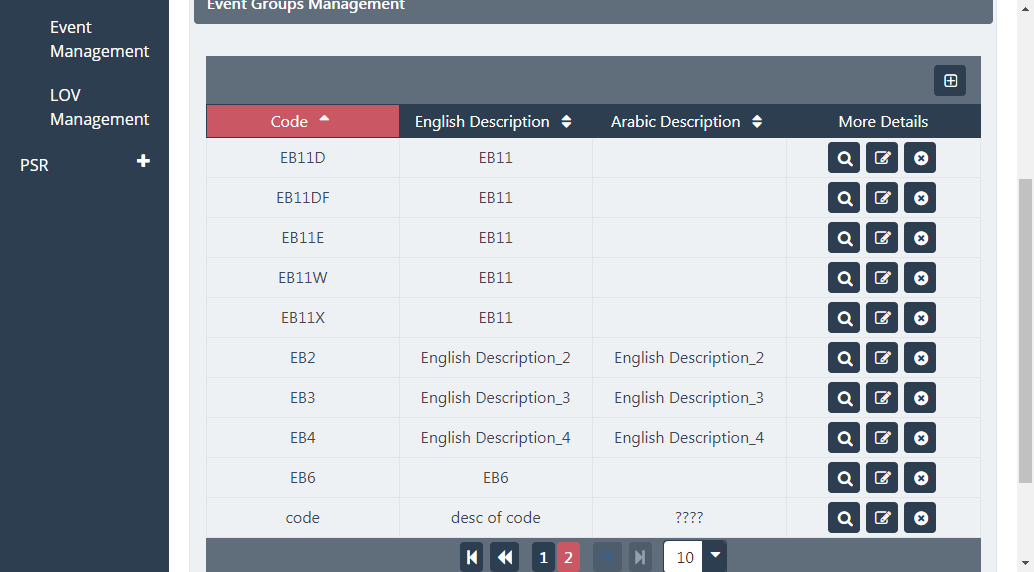 Event Groups Management
Event
Management
LOV
Management
PSR
Code English Description Arabic Description More Details
EB11D EB11
EB11DF EB11
EB11E EB11
EB11W EB11
EB11X EB11
EB2 English Description_2 English Description_2
EB3 English Description_3 English Description_3
EB4 English Description_4 English Description_4
EB6 EB6
code desc of code ????
1 2 10